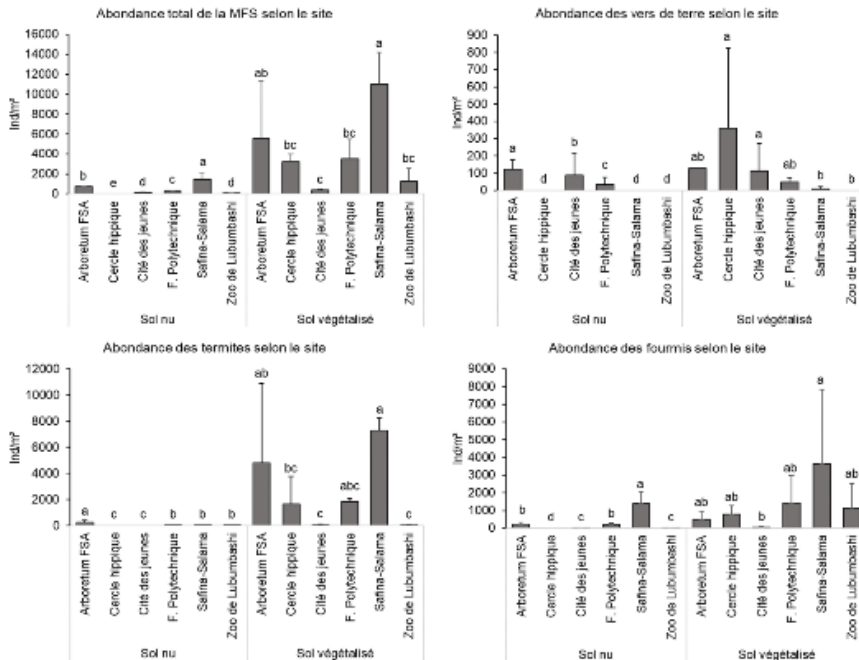 Abondance total de la MFS selon le site
Ind/m²
16000
14000
12000
10000
8000
6000
4000
2000
0
b e d c a d ab bc c bc a bc
Arboretum FSA
Cercle hippique
Cité des jeunes
F. Polytechnique
Safina-Salama
Zoo de Lubumbashi
Arboretum FSA
Cercle hippique
Cité des jeunes
F. Polytechnique
Safina-Salama
Zoo de Lubumbashi
Sol nu Sol végétalisé
Abondance des vers de terre selon le site
Ind/m²
900
800
700
600
500
400
300
200
100
0
a d b c d d ab a a ab b b
Arboretum FSA
Cercle hippique
Cité des jeunes
F. Polytechnique
Safina-Salama
Zoo de Lubumbashi
Arboretum FSA
Cercle hippique
Cité des jeunes
F. Polytechnique
Safina-Salama
Zoo de Lubumbashi
Sol nu Sol végétalisé
Abondance des termites selon le site
Ind/m²
12000
10000
8000
6000
4000
2000
0
a c c b b b ab bc c abc a c
Arboretum FSA
Cercle hippique
Cité des jeunes
F. Polytechnique
Safina-Salama
Zoo de Lubumbashi
Arboretum FSA
Cercle hippique
Cité des jeunes
F. Polytechnique
Safina-Salama
Zoo de Lubumbashi
Sol nu Sol végétalisé
Abondance des fourmis selon le site
Ind/m²
9000
8000
7000
6000
5000
4000
3000
2000
1000
0
b d c b a c ab ab b ab a ab
Arboretum FSA
Cercle hippique
Cité des jeunes
F. Polytechnique
Safina-Salama
Zoo de Lubumbashi
Arboretum FSA
Cercle hippique
Cité des jeunes
F. Polytechnique
Safina-Salama
Zoo de Lubumbashi
Sol nu Sol végétalisé